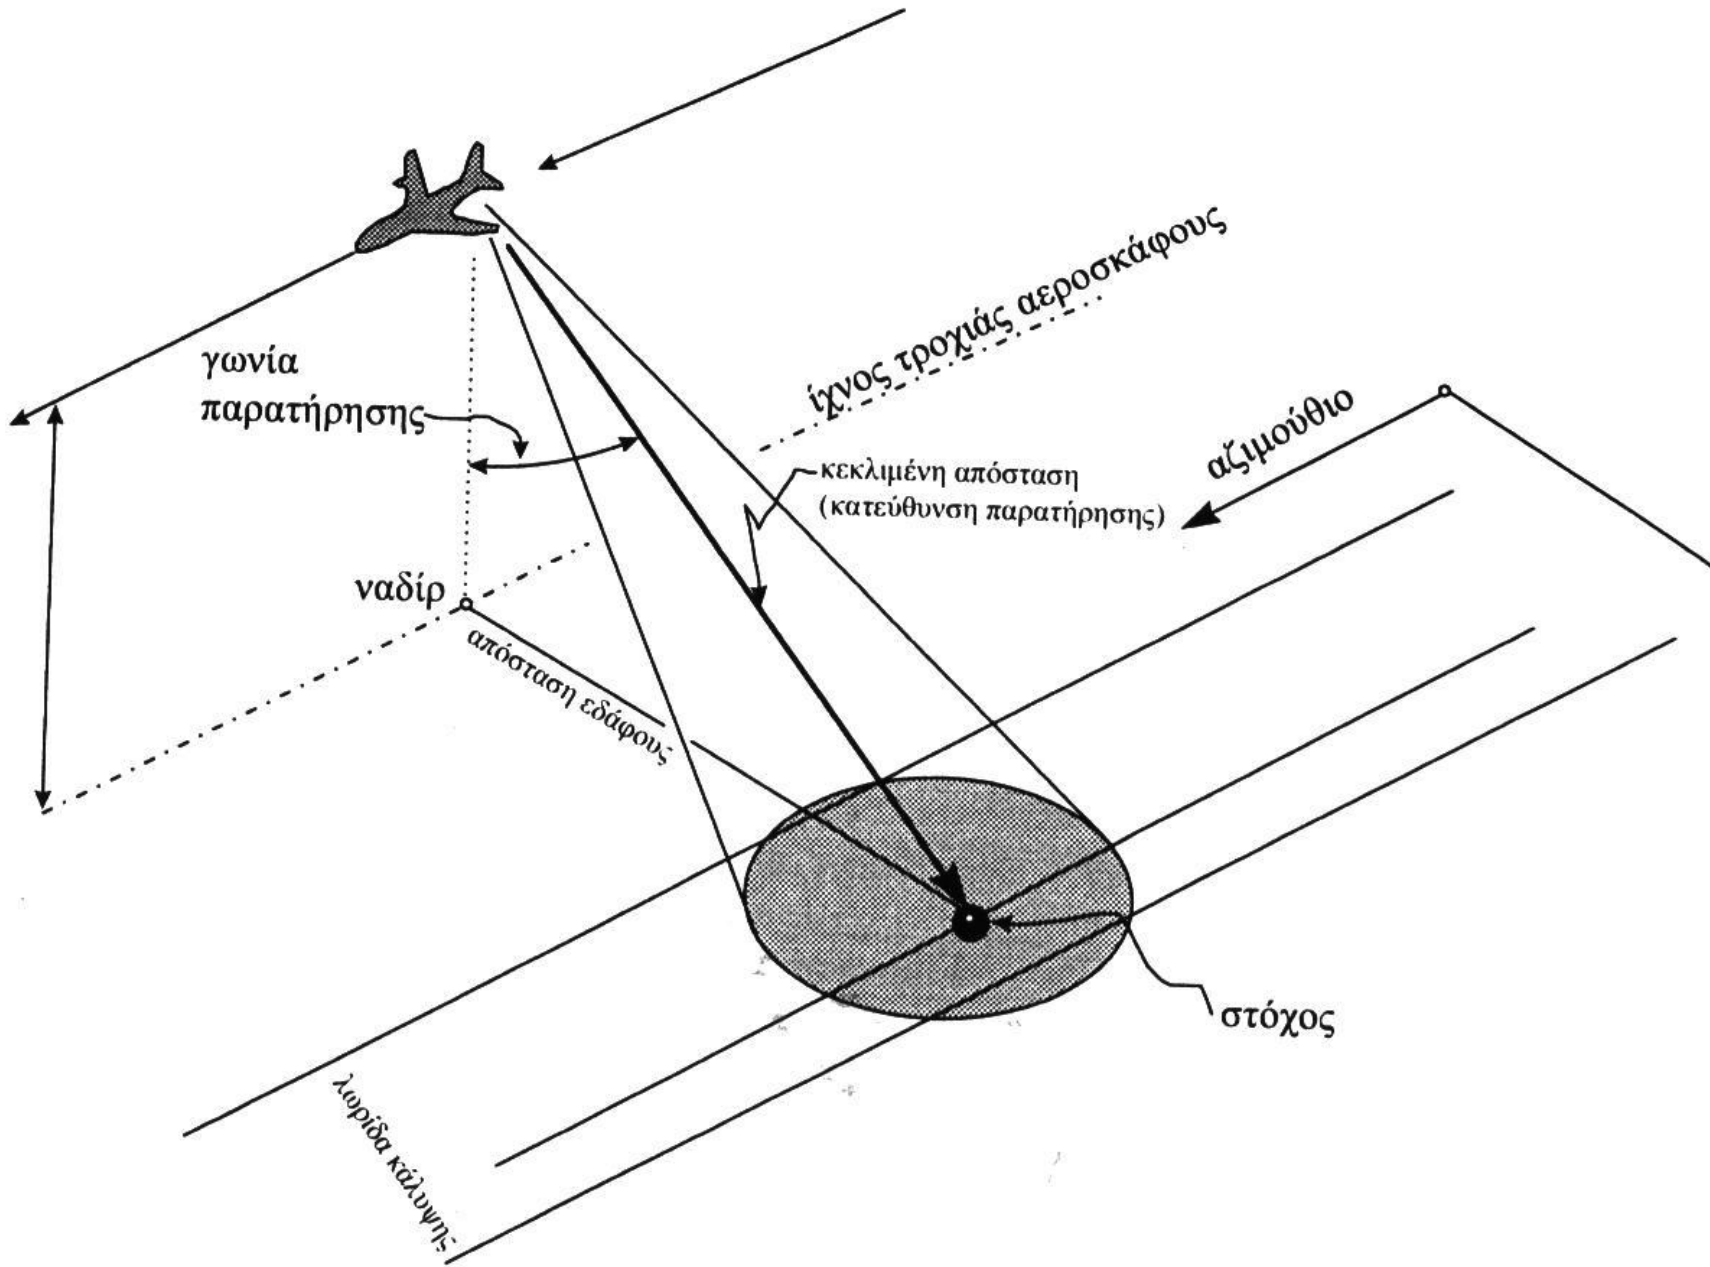 γωνία
παρατήρησης
ίχνος τροχιάς αεροσκάφους
αζιμούθιο
κεκλιμένη απόσταση
(κατεύθυνση παρατήρησης)
ναδίρ
απόσταση εδάφους
στόχος
λωρίδα κάλυψης